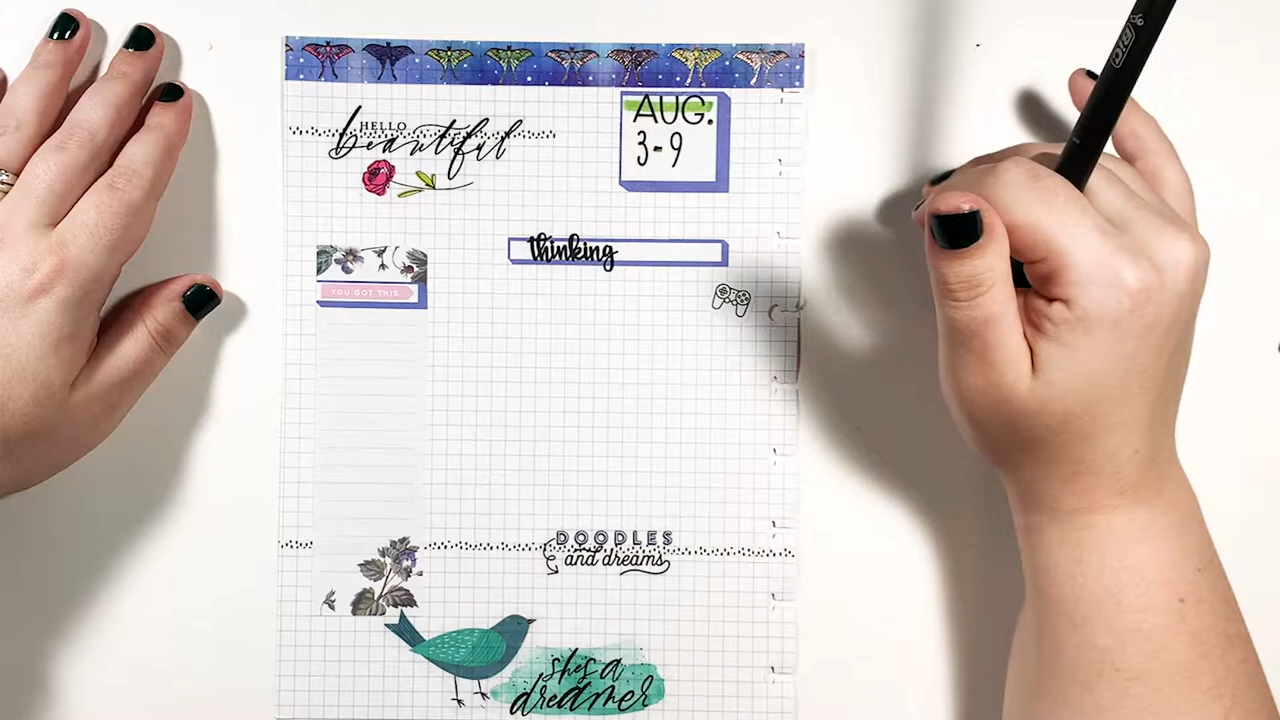 HELLO
beautiful
AUG.
3-9
thinking
YOU GOT THIS
DOODLES
and dreams
she's a
dreamer
BIC